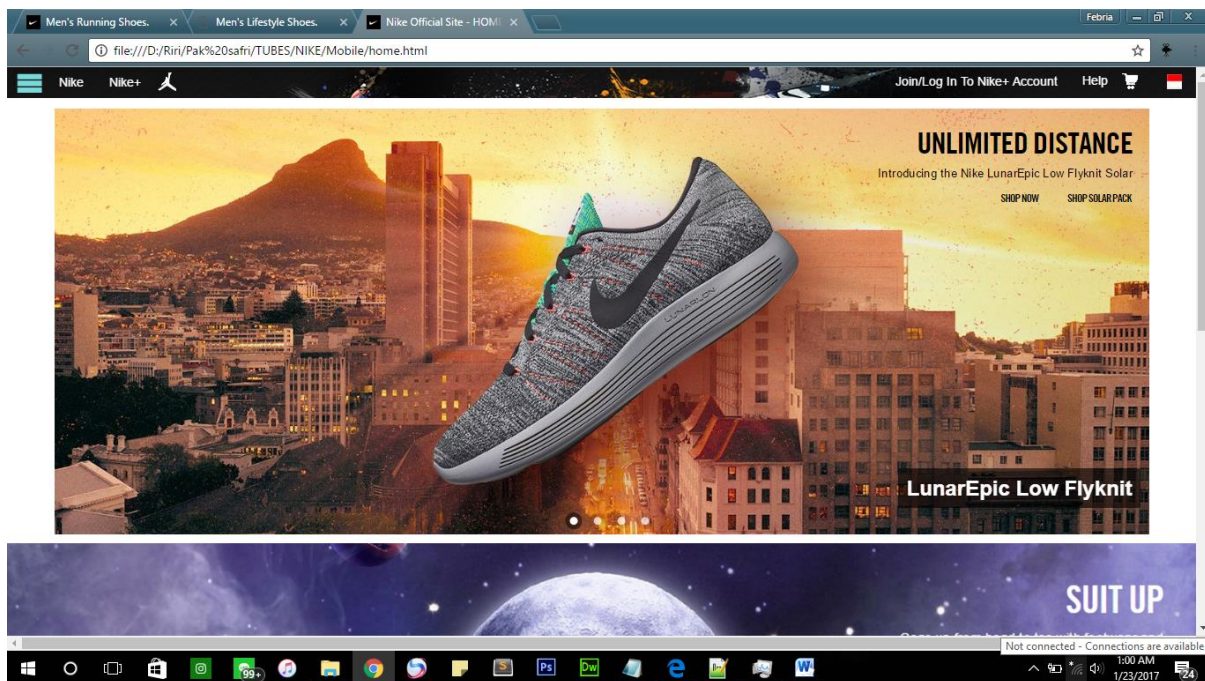 Men's Running Shoes.
Men's Lifestyle Shoes.
Nike Official Site - HOM
Febria
file:///D:/Riri/Pak%20safri/TUBES/NIKE/Mobile/home.html
Nike Nike+ Join/Log In To Nike+ Account Help
UNLIMITED DISTANCE
Introducing the Nike LunarEpic Low Flyknit Solar
SHOP NOW SHOP SOLAR PACK
LUNARLON
LunarEpic Low Flyknit
SUIT UP
Not connected - Connections are available
99+
S
Ps
Dw
W
1:00 AM
1/23/2017
24